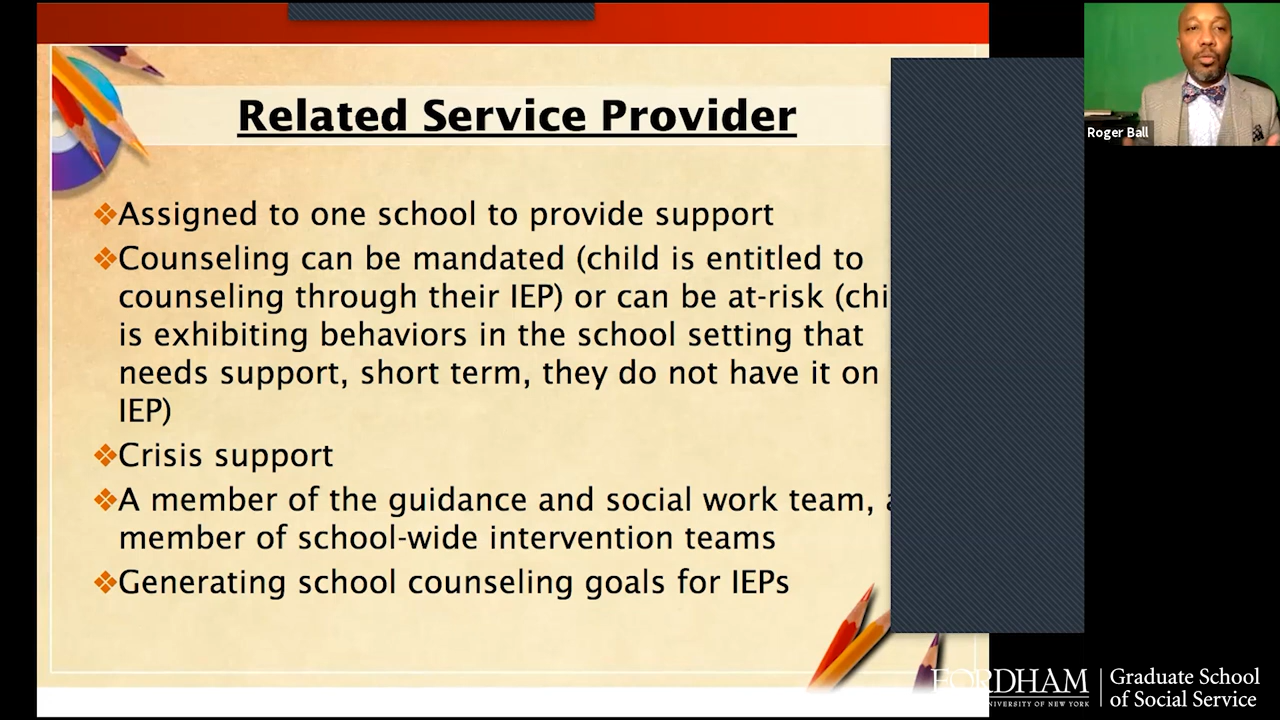 Related Service Provider
Roger Ball
❖Assigned to one school to provide support
❖Counseling can be mandated (child is entitled to
counseling through their IEP) or can be at-risk (chi
is exhibiting behaviors in the school setting that
needs support, short term, they do not have it on
IEP)
❖Crisis support
❖A member of the guidance and social work team,
member of school-wide intervention teams
❖Generating school counseling goals for IEPs
FORDHAM
UNIVERSITY OF NEW YORK
Graduate School
of Social Service